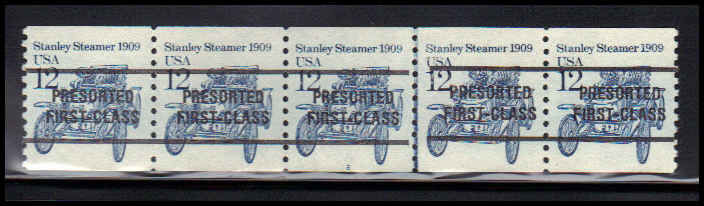 Stanley Steamer 1909 Stanley Steamer 1909 Stanley Steamer 1909 Stanley Steamer 1909 Stanley Steamer 1909
USA USA USA USA USA
12 12 12 12 12
PRESORTED PRESORTED PRESORTED PRESORTED PRESORTED
FIRST-CLASS FIRST-CLASS FIRST-CLASS FIRST-CLASS FIRST-CLASS